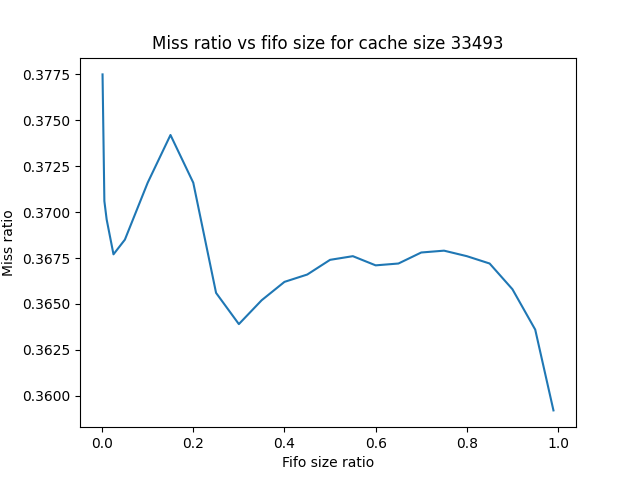 Miss ratio vs fifo size for cache size 33493
0.3775
0.3750
0.3725
0.3700
0.3675
0.3650
0.3625
0.3600
Miss ratio
0.0 0.2 0.4 0.6 0.8 1.0
Fifo size ratio